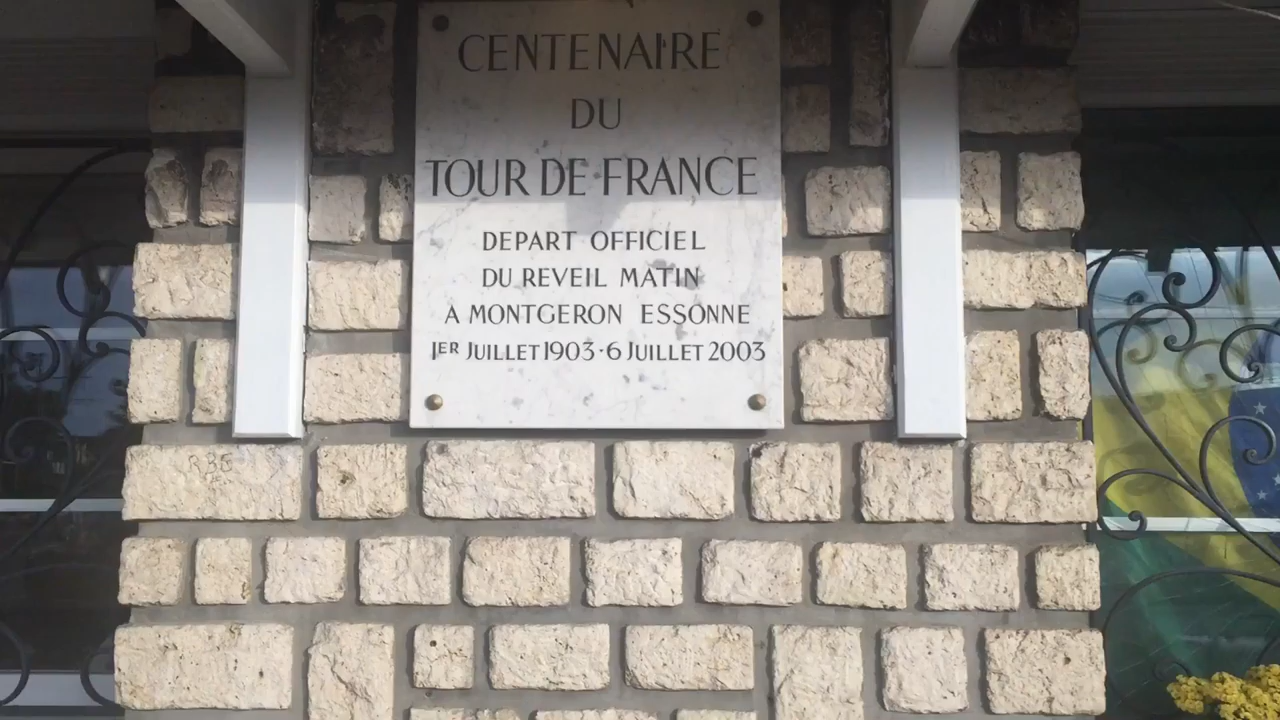 CENTENAIRE
DU
TOUR DE FRANCE
DEPART OFFICIEL
DU REVEIL MATIN
A MONTGERON ESSONNE
1ER JUILLET 1903 · 6 JUILLET 2003